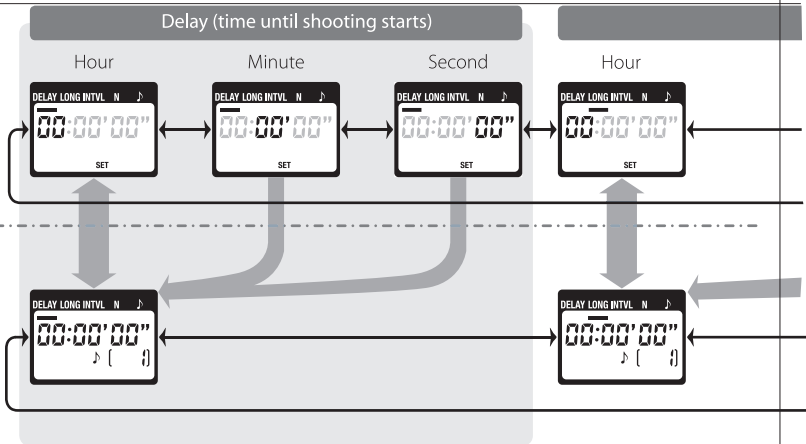 Delay (time until shooting starts)
Hour Minute Second Hour
DELAY LONG INTVL N ♪ DELAY LONG INTVL N ♪ DELAY LONG INTVL N ♪ DELAY LONG INTVL N ♪
00:00'00" 00:00'00" 00:00'00" 00:00'00"
SET SET SET SET
DELAY LONG INTVL N ♪ DELAY LONG INTVL N ♪
00:00'00" 00:00'00"
♪ [ 1] ♪ [ 1]